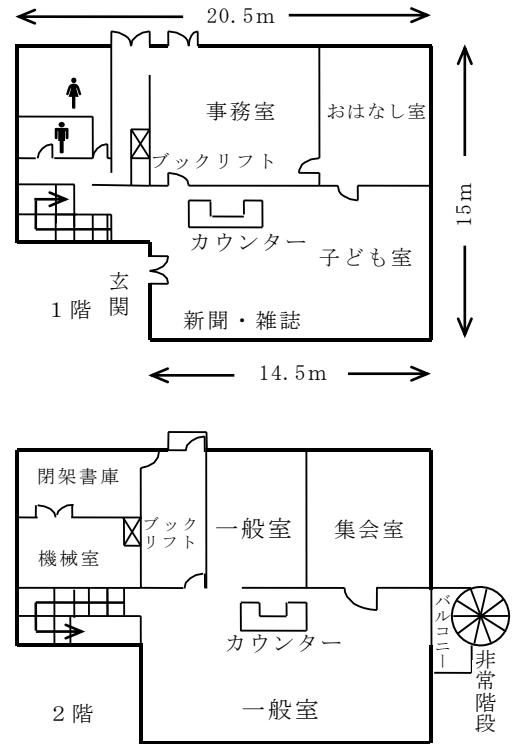 20.5m
事務室
おはなし室
ブックリフト
15m
カウンター
子ども室
玄関
1階
新聞・雑誌
14.5m
閉架書庫
ブック
リフト
一般室
集会室
機械室
バルコニー
カウンター
非常階段
2階
一般室